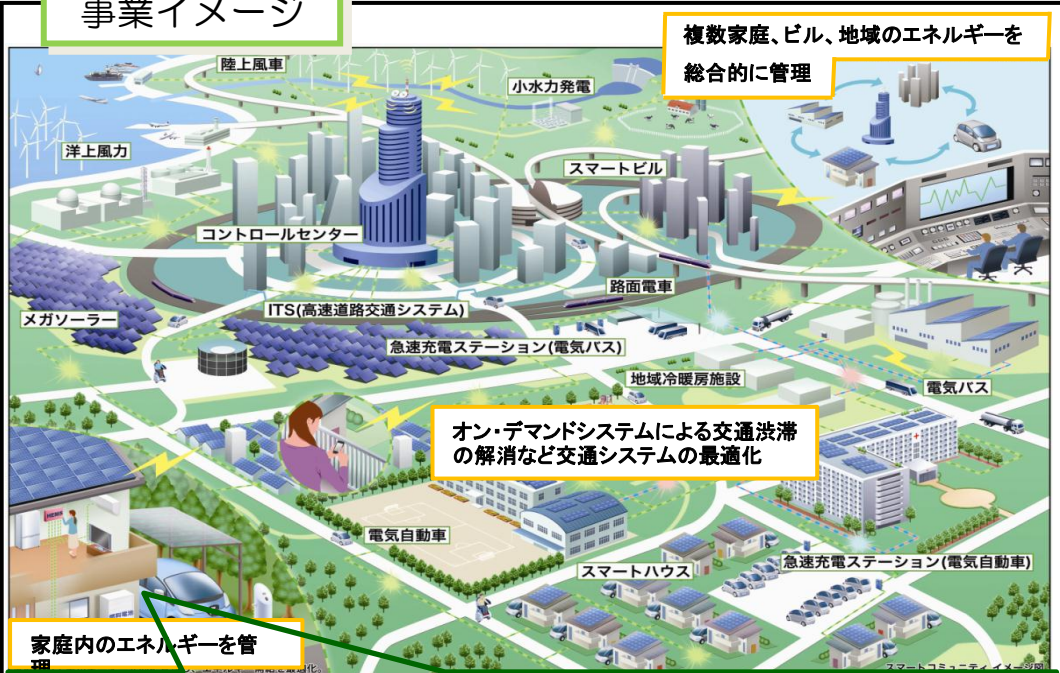 事業イメージ
複数家庭、ビル、地域のエネルギーを
総合的に管理
陸上風車
小水力発電
洋上風力
スマートビル
コントロールセンター
路面電車
ITS(高速道路交通システム)
メガソーラー
急速充電ステーション(電気バス)
地域冷暖房施設
電気バス
オン・デマンドシステムによる交通渋滞
の解消など交通システムの最適化
電気自動車
スマートハウス
急速充電ステーション(電気自動車)
HEMS
燃料電池
家庭内のエネルギーを管
理
スマートコミュニティ イメージ図